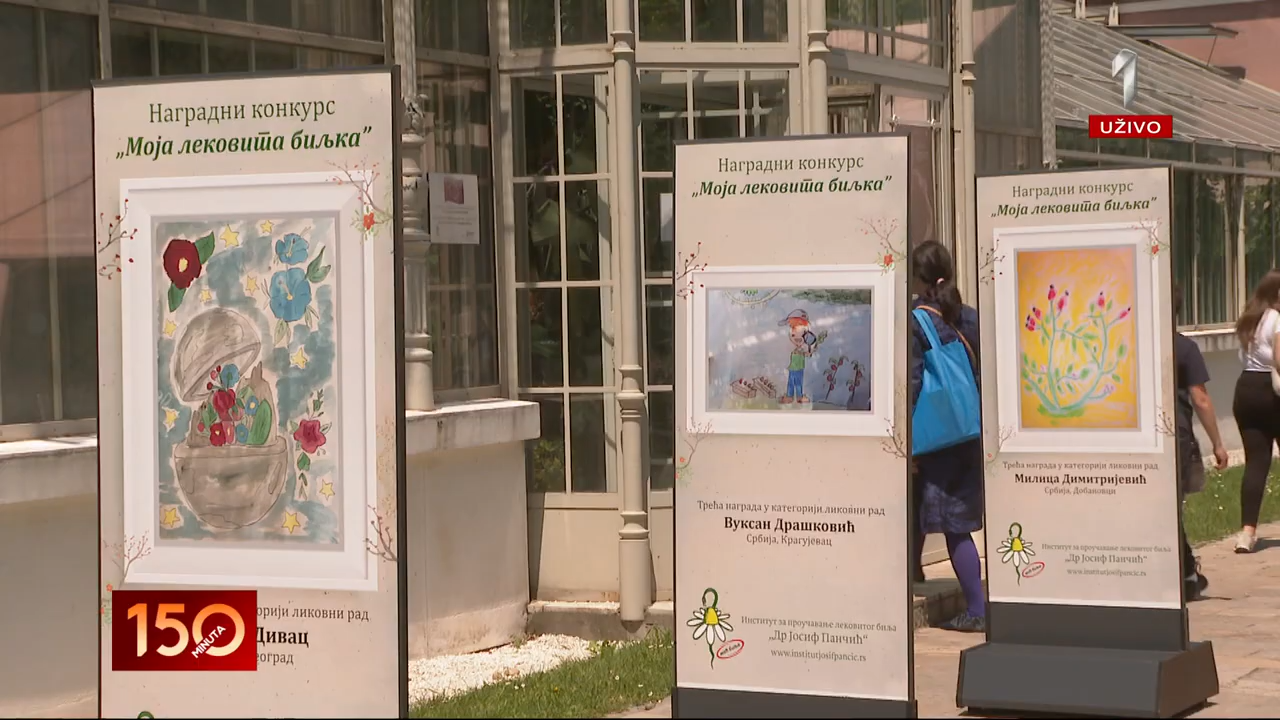 Наградни конкурс
„Моја лековита биљка”
горији ликовни рад
Дивац
еоград
150
MINUTA
Наградни конкурс
„Моја лековита биљка”
Трећа награда у категорији ликовни рад
Вуксан Драшковић
Србија, Крагујевац
Институт за проучавање лековитог биља
„Др Јосиф Панчић“
www.institutjosifpancic.rs
1
UŽIVO
Наградни конкурс
„Моја лековита биљка”
Трећа награда у категорији ликовни рад
Милица Димитријевић
Србија, Добановци
Институт за проучавање лековитог биља
„Др Јосиф Панчић“
www.institutjosifpancic.rs